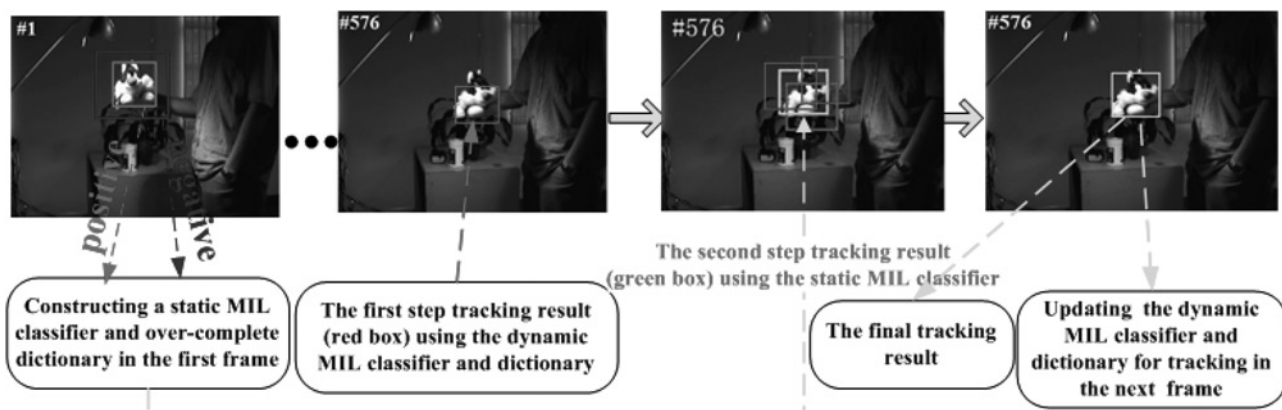 #1
#576
#576
#576
positive
negative
The second step tracking result
(green box) using the static MIL classifier
Constructing a static MIL
classifier and over-complete
dictionary in the first frame
The first step tracking result
(red box) using the dynamic
MIL classifier and dictionary
The final tracking
result
Updating the dynamic
MIL classifier and
dictionary for tracking in
the next frame